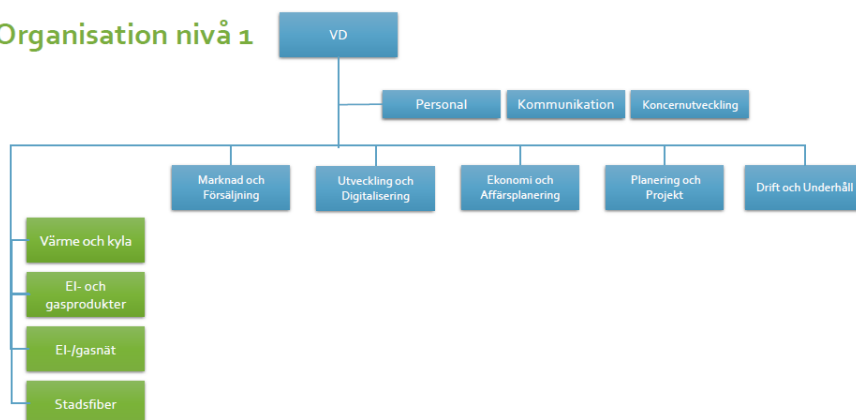 Organisation nivå 1
VD
Personal
Kommunikation
Koncernutveckling
Marknad och
Försäljning
Utveckling och
Digitalisering
Ekonomi och
Affärsplanering
Planering och
Projekt
Drift och Underhåll
Värme och kyla
El- och
gasprodukter
El-/gasnät
Stadsfiber